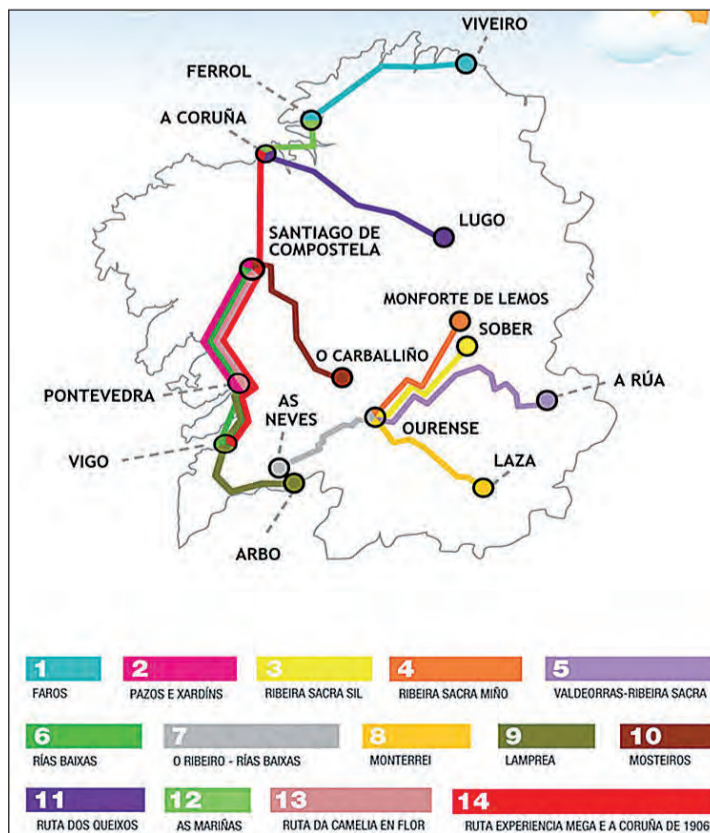 VIVEIRO
FERROL
A CORUÑA
LUGO
SANTIAGO DE
COMPOSTELA
MONFORTE DE LEMOS
SOBER
O CARBALLIÑO
A RÚA
PONTEVEDRA
AS
NEVES
OURENSE
VIGO
LAZA
ARBO
1
FAROS
2
PAZOS E XARDÍNS
3
RIBEIRA SACRA SIL
4
RIBEIRA SACRA MIÑO
5
VALDEORRAS-RIBEIRA SACRA
6
RÍAS BAIXAS
7
O RIBEIRO - RÍAS BAIXAS
8
MONTERREI
9
LAMPREA
10
MOSTEIROS
11
RUTA DOS QUEIXOS
12
AS MARIÑAS
13
RUTA DA CAMELIA EN FLOR
14
RUTA EXPERIENCIA MEGA E A CORUÑA DE 1906